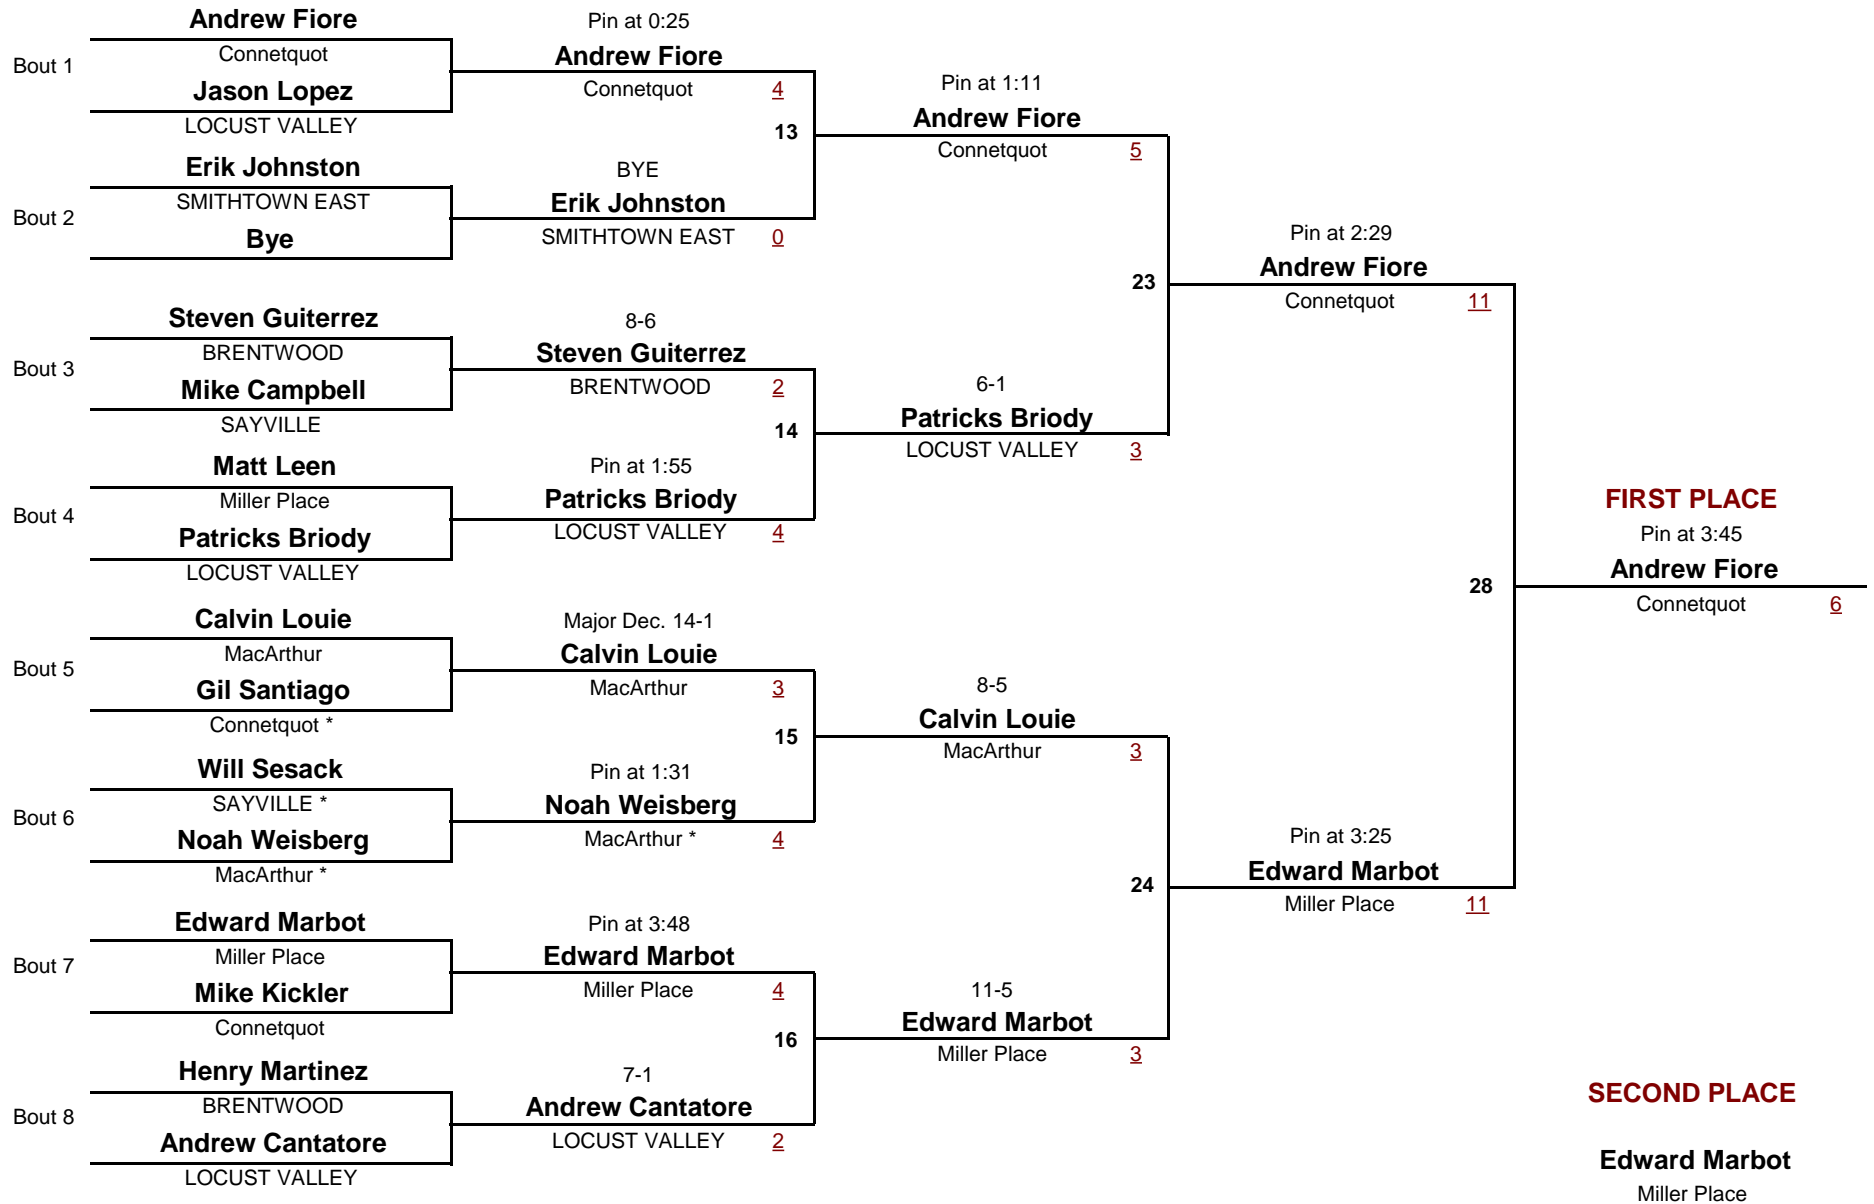 Bout 1
Andrew Fiore
Connetquot
Jason Lopez
LOCUST VALLEY
Bout 2
Erik Johnston
SMITHTOWN EAST
Bye
Bout 3
Steven Guiterrez
BRENTWOOD
Mike Campbell
SAYVILLE
Bout 4
Matt Leen
Miller Place
Patricks Briody
LOCUST VALLEY
Bout 5
Calvin Louie
MacArthur
Gil Santiago
Connetquot *
Bout 6
Will Sesack
SAYVILLE *
Noah Weisberg
MacArthur *
Bout 7
Edward Marbot
Miller Place
Mike Kickler
Connetquot
Bout 8
Henry Martinez
BRENTWOOD
Andrew Cantatore
LOCUST VALLEY
Pin at 0:25
Andrew Fiore
Connetquot 4
13
BYE
Erik Johnston
SMITHTOWN EAST 0
8-6
Steven Guiterrez
BRENTWOOD 2
14
Pin at 1:55
Patricks Briody
LOCUST VALLEY 4
Major Dec. 14-1
Calvin Louie
MacArthur 3
15
Pin at 1:31
Noah Weisberg
MacArthur * 4
Pin at 3:48
Edward Marbot
Miller Place 4
16
7-1
Andrew Cantatore
LOCUST VALLEY 2
Pin at 1:11
Andrew Fiore
Connetquot 5
23
6-1
Patricks Briody
LOCUST VALLEY 3
8-5
Calvin Louie
MacArthur 3
24
11-5
Edward Marbot
Miller Place 3
Pin at 2:29
Andrew Fiore
Connetquot 11
28
Pin at 3:25
Edward Marbot
Miller Place 11
FIRST PLACE
Pin at 3:45
Andrew Fiore
Connetquot 6
SECOND PLACE
Edward Marbot
Miller Place